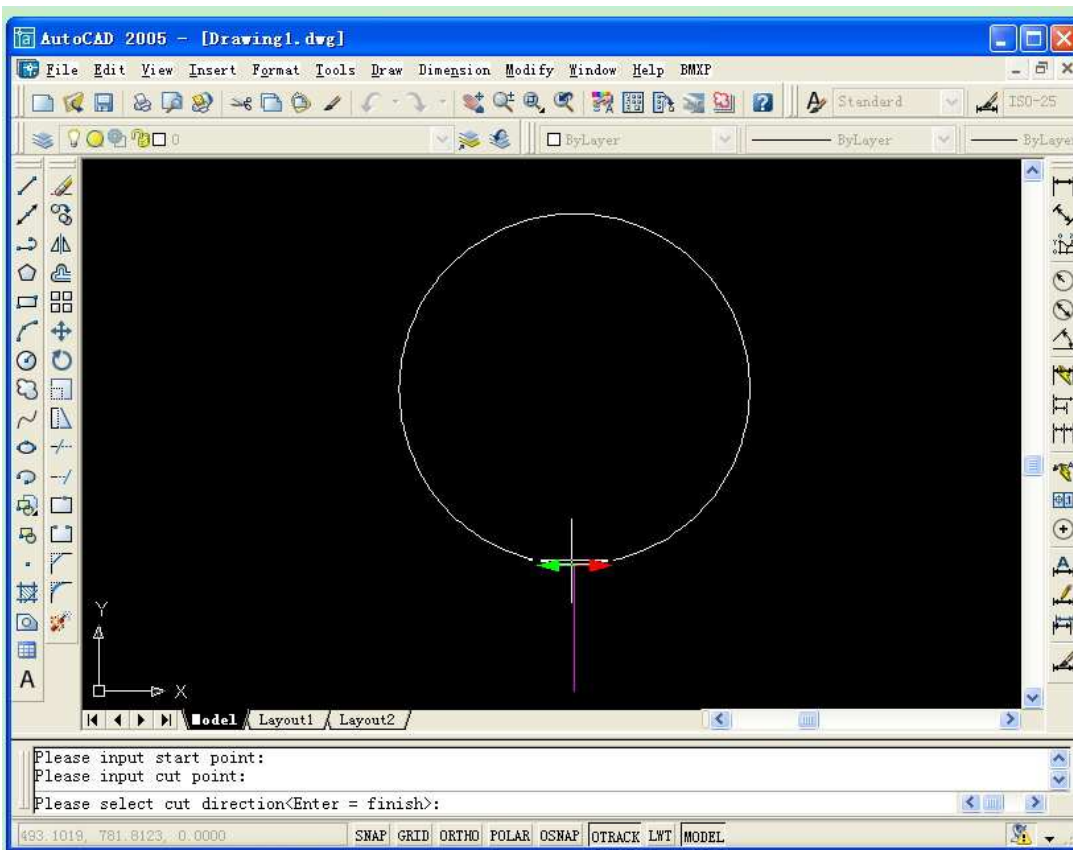 AutoCAD 2005 - [Drawing1.dwg]
File Edit View Insert Format Tools Draw Dimension Modify Window Help BMXP
Standard ISO-25
0 ByLayer ByLayer ByLayer
Y
X
Model Layout1 Layout2
Please input start point:
Please input cut point:
Please select cut direction<Enter = finish>:
493.1019, 781.8123, 0.0000 SNAP GRID ORTHO POLAR OSNAP OTRACK LWT MODEL